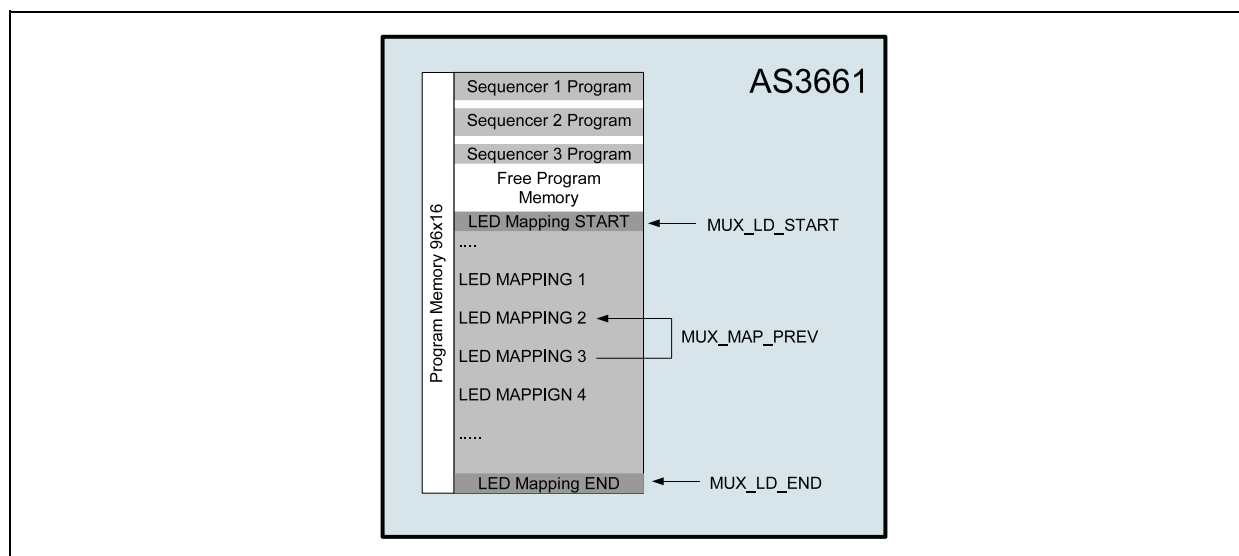 AS3661
Program Memory 96x16
Sequencer 1 Program
Sequencer 2 Program
Sequencer 3 Program
Free Program
Memory
LED Mapping START
MUX_LD_START
....
LED MAPPING 1
LED MAPPING 2
MUX_MAP_PREV
LED MAPPING 3
LED MAPPIGN 4
.....
LED Mapping END
MUX_LD_END